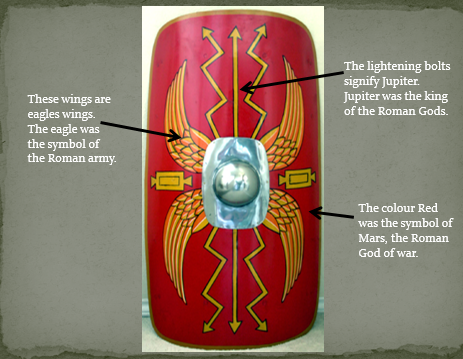 The lightening bolts
signify Jupiter.
Jupiter was the king
of the Roman Gods.
These wings are
eagles wings.
The eagle was
the symbol of
the Roman army.
The colour Red
was the symbol of
Mars, the Roman
God of war.